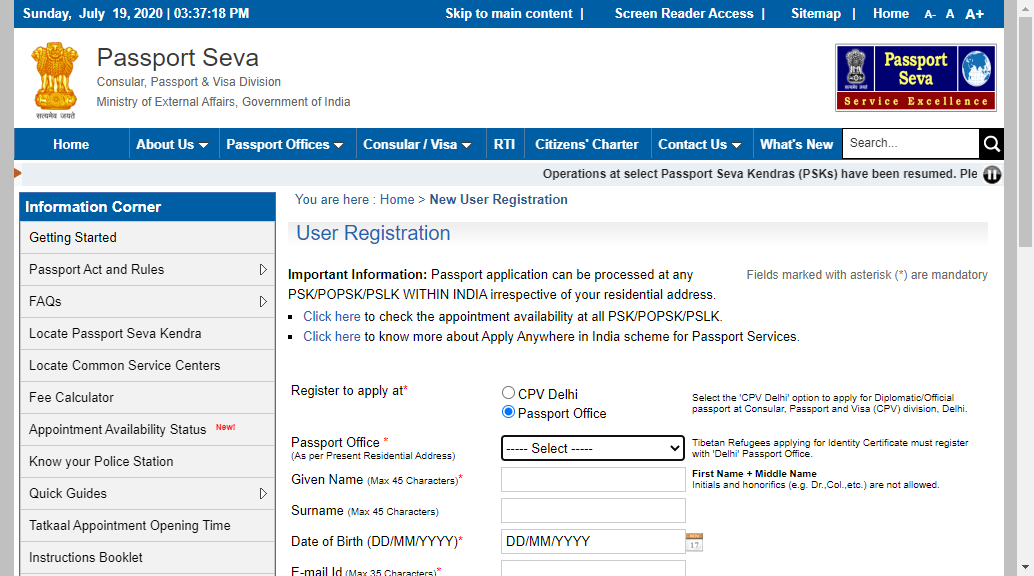 Sunday, July 19, 2020 | 03:37:18 PM
Skip to main content |
Screen Reader Access |
Sitemap |
Home
A- A A+
Passport Seva
Consular, Passport & Visa Division
Ministry of External Affairs, Government of India
सत्यमेव जयते
Passport
Seva
Service Excellence
Home
About Us
Passport Offices
Consular / Visa
RTI
Citizens' Charter
Contact Us
What's New
Search...
Operations at select Passport Seva Kendras (PSKs) have been resumed. Ple
Information Corner
Getting Started
Passport Act and Rules
FAQs
Locate Passport Seva Kendra
Locate Common Service Centers
Fee Calculator
Appointment Availability Status New!
Know your Police Station
Quick Guides
Tatkaal Appointment Opening Time
Instructions Booklet
You are here : Home > New User Registration
User Registration
Important Information: Passport application can be processed at any
PSK/POPSK/PSLK WITHIN INDIA irrespective of your residential address.
Fields marked with asterisk (*) are mandatory
Click here to check the appointment availability at all PSK/POPSK/PSLK.
Click here to know more about Apply Anywhere in India scheme for Passport Services.
Register to apply at*
CPV Delhi
Passport Office
Select the 'CPV Delhi' option to apply for Diplomatic/Official
passport at Consular, Passport and Visa (CPV) division, Delhi.
Passport Office *
(As per Present Residential Address)
----- Select -----
Tibetan Refugees applying for Identity Certificate must register
with 'Delhi' Passport Office.
Given Name (Max 45 Characters)*
First Name + Middle Name
Initials and honorifics (e.g. Dr.,Col.,etc.) are not allowed.
Surname (Max 45 Characters)
Date of Birth (DD/MM/YYYY)*
DD/MM/YYYY
17
E-mail Id (Max 35 Characters)*